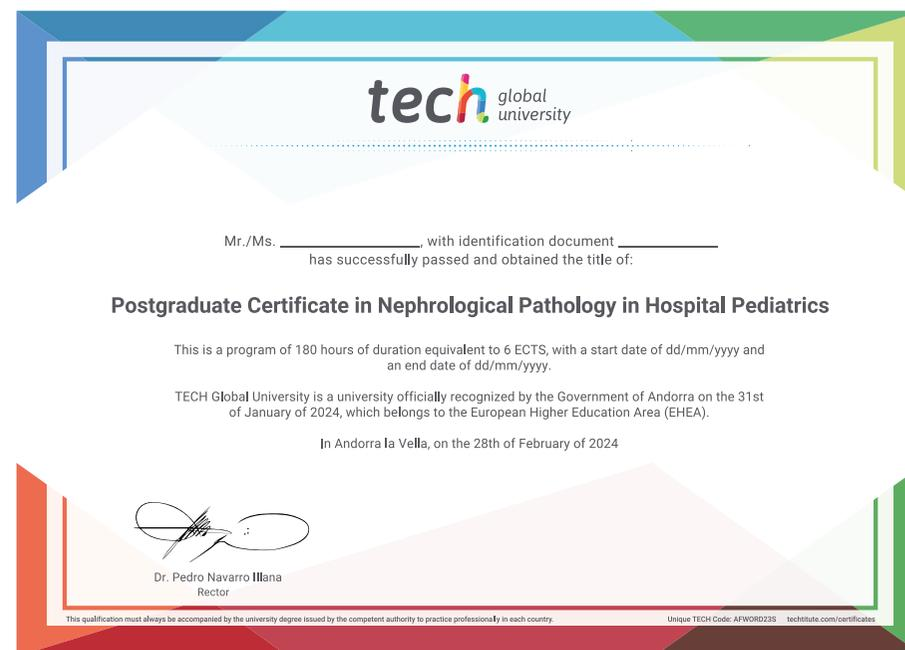 tech global
university
Mr./Ms. ____________, with identification document ____________
has successfully passed and obtained the title of:
Postgraduate Certificate in Nephrological Pathology in Hospital Pediatrics
This is a program of 180 hours of duration equivalent to 6 ECTS, with a start date of dd/mm/yyyy and
an end date of dd/mm/yyyy.
TECH Global University is a university officially recognized by the Government of Andorra on the 31st
of January of 2024, which belongs to the European Higher Education Area (EHEA).
In Andorra la Vella, on the 28th of February of 2024
Dr. Pedro Navarro Illana
Rector
This qualification must always be accompanied by the university degree issued by the competent authority to practice professionally in each country.
Unique TECH Code: AFWORD23S techtitute.com/certificates